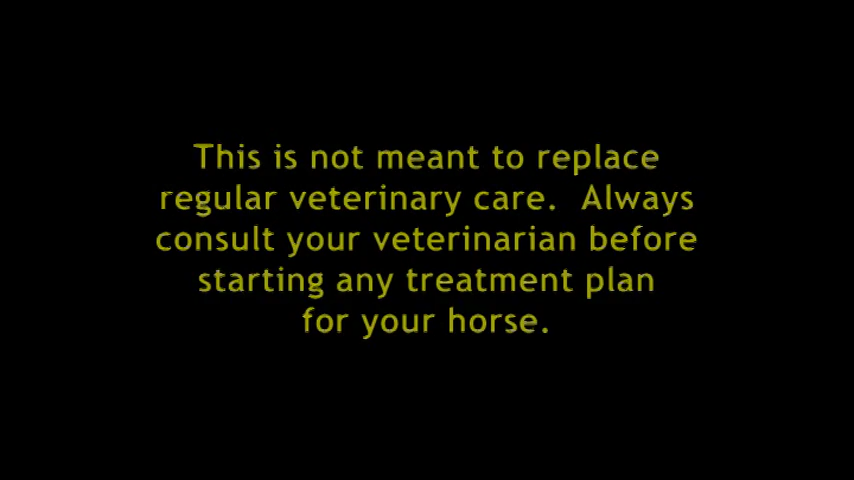 This is not meant to replace
regular veterinary care.  Always
consult your veterinarian before
starting any treatment plan
for your horse.